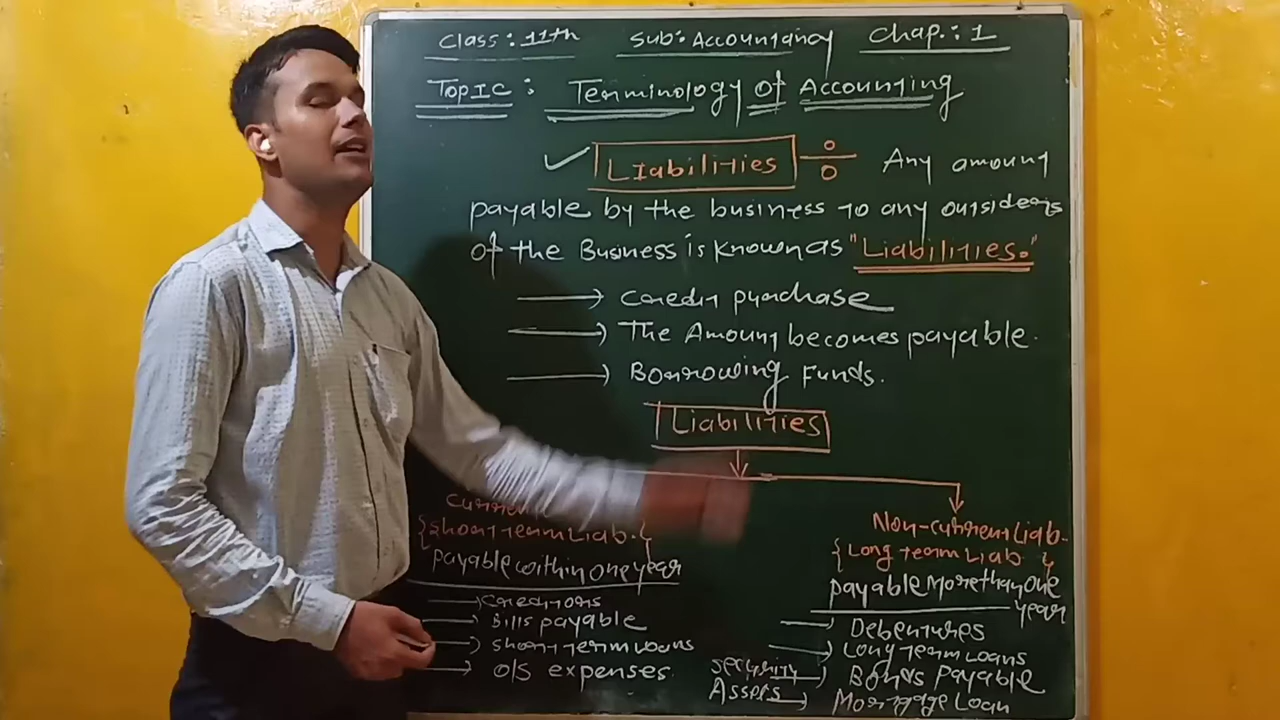 Class: 11th Sub: Accountancy Chap.: 1
Topic: Terminology of Accounting
Liabilities ÷ Any amount
payable by the business to any outsiders
of the Business is known as "Liabilities."
Credit purchase
The Amount becomes payable.
Borrowing Funds.
Liabilities
Current
{Short term Liab.}
payable within one year
Creditors
Bills payable
Short term Loans
O/S expenses
Non-current Liab.
{Long term Liab}
payable More than one
year
Debentures
Long Term Loans
Bonds Payable
Security
Assets Mortgage Loan